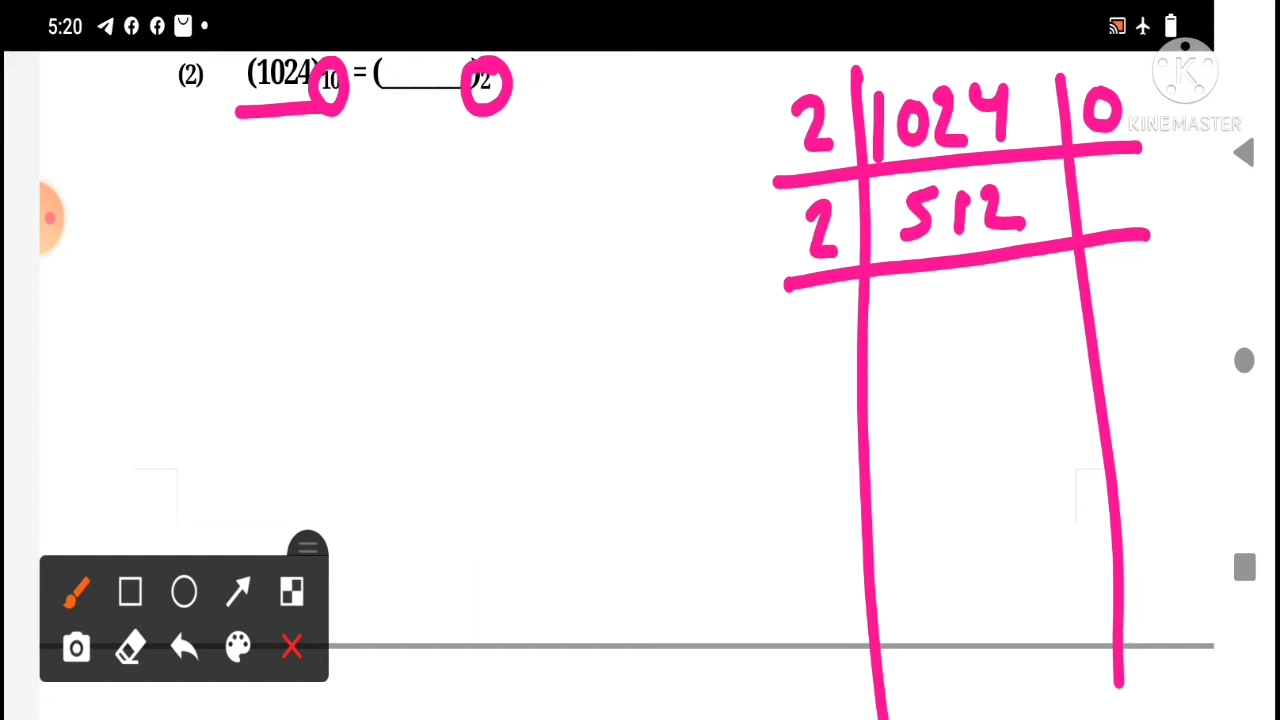 5:20
(2) (1024)10 = (______)2
2 1024 0
KINEMASTER
2 512